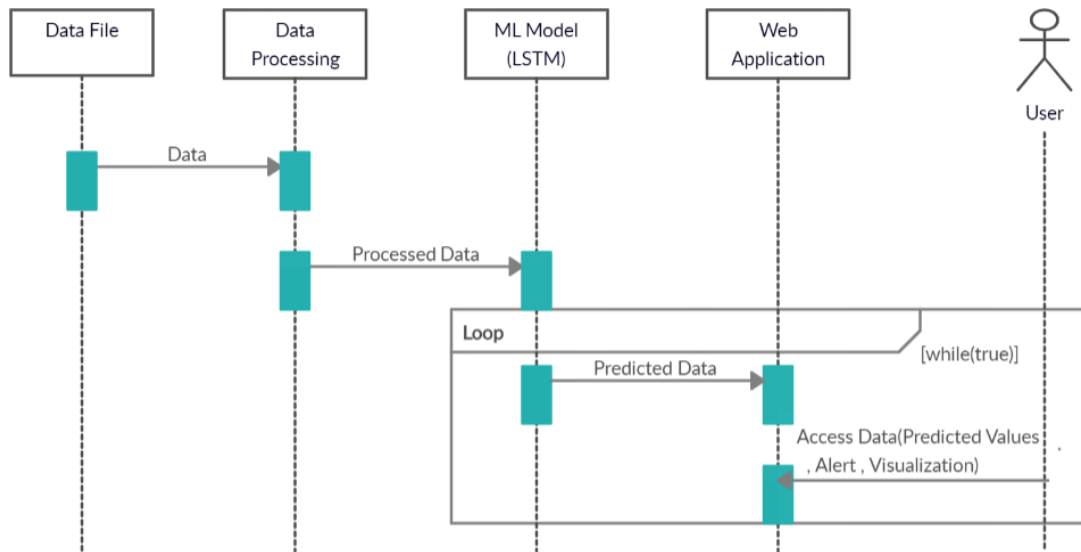 Data File
Data
Processing
ML Model
(LSTM)
Web
Application
User
Data
Processed Data
Loop
[while(true)]
Predicted Data
Access Data(Predicted Values
, Alert , Visualization)